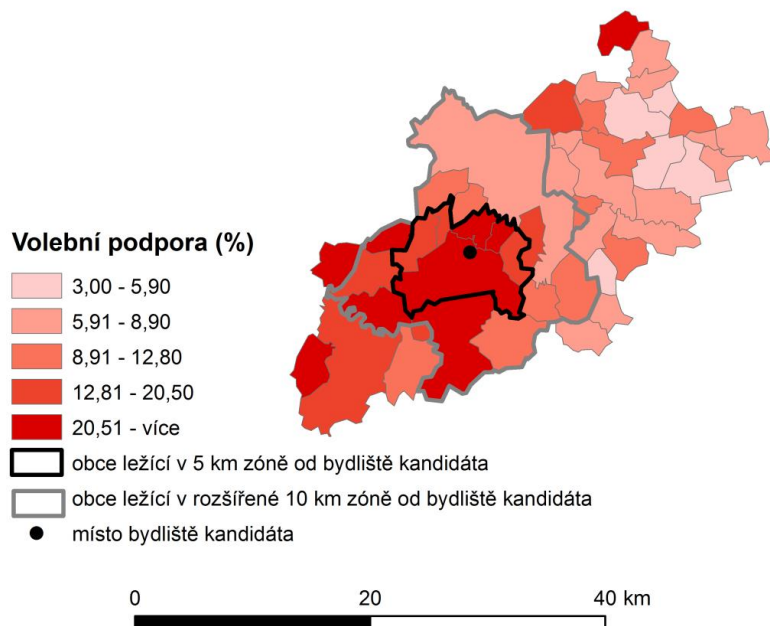 Volební podpora (%)
3,00 - 5,90
5,91 - 8,90
8,91 - 12,80
12,81 - 20,50
20,51 - více
obce ležící v 5 km zóně od bydliště kandidáta
obce ležící v rozšířené 10 km zóně od bydliště kandidáta
místo bydliště kandidáta
0 20 40 km